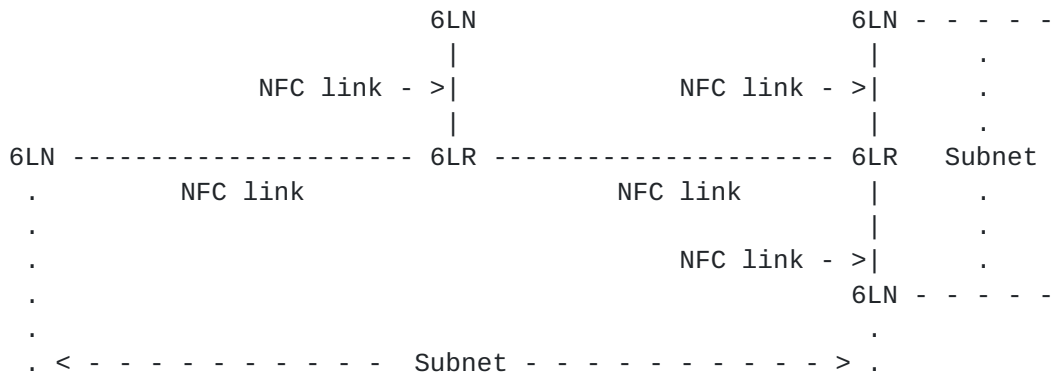 6LN 6LN - - - - -
| | .
NFC link - >| NFC link - >| .
| | .
6LN ---------------------- 6LR ---------------------- 6LR Subnet
. NFC link NFC link | .
. | .
. NFC link - >| .
. 6LN - - - - -
. .
. < - - - - - - - - - - Subnet - - - - - - - - - - > .